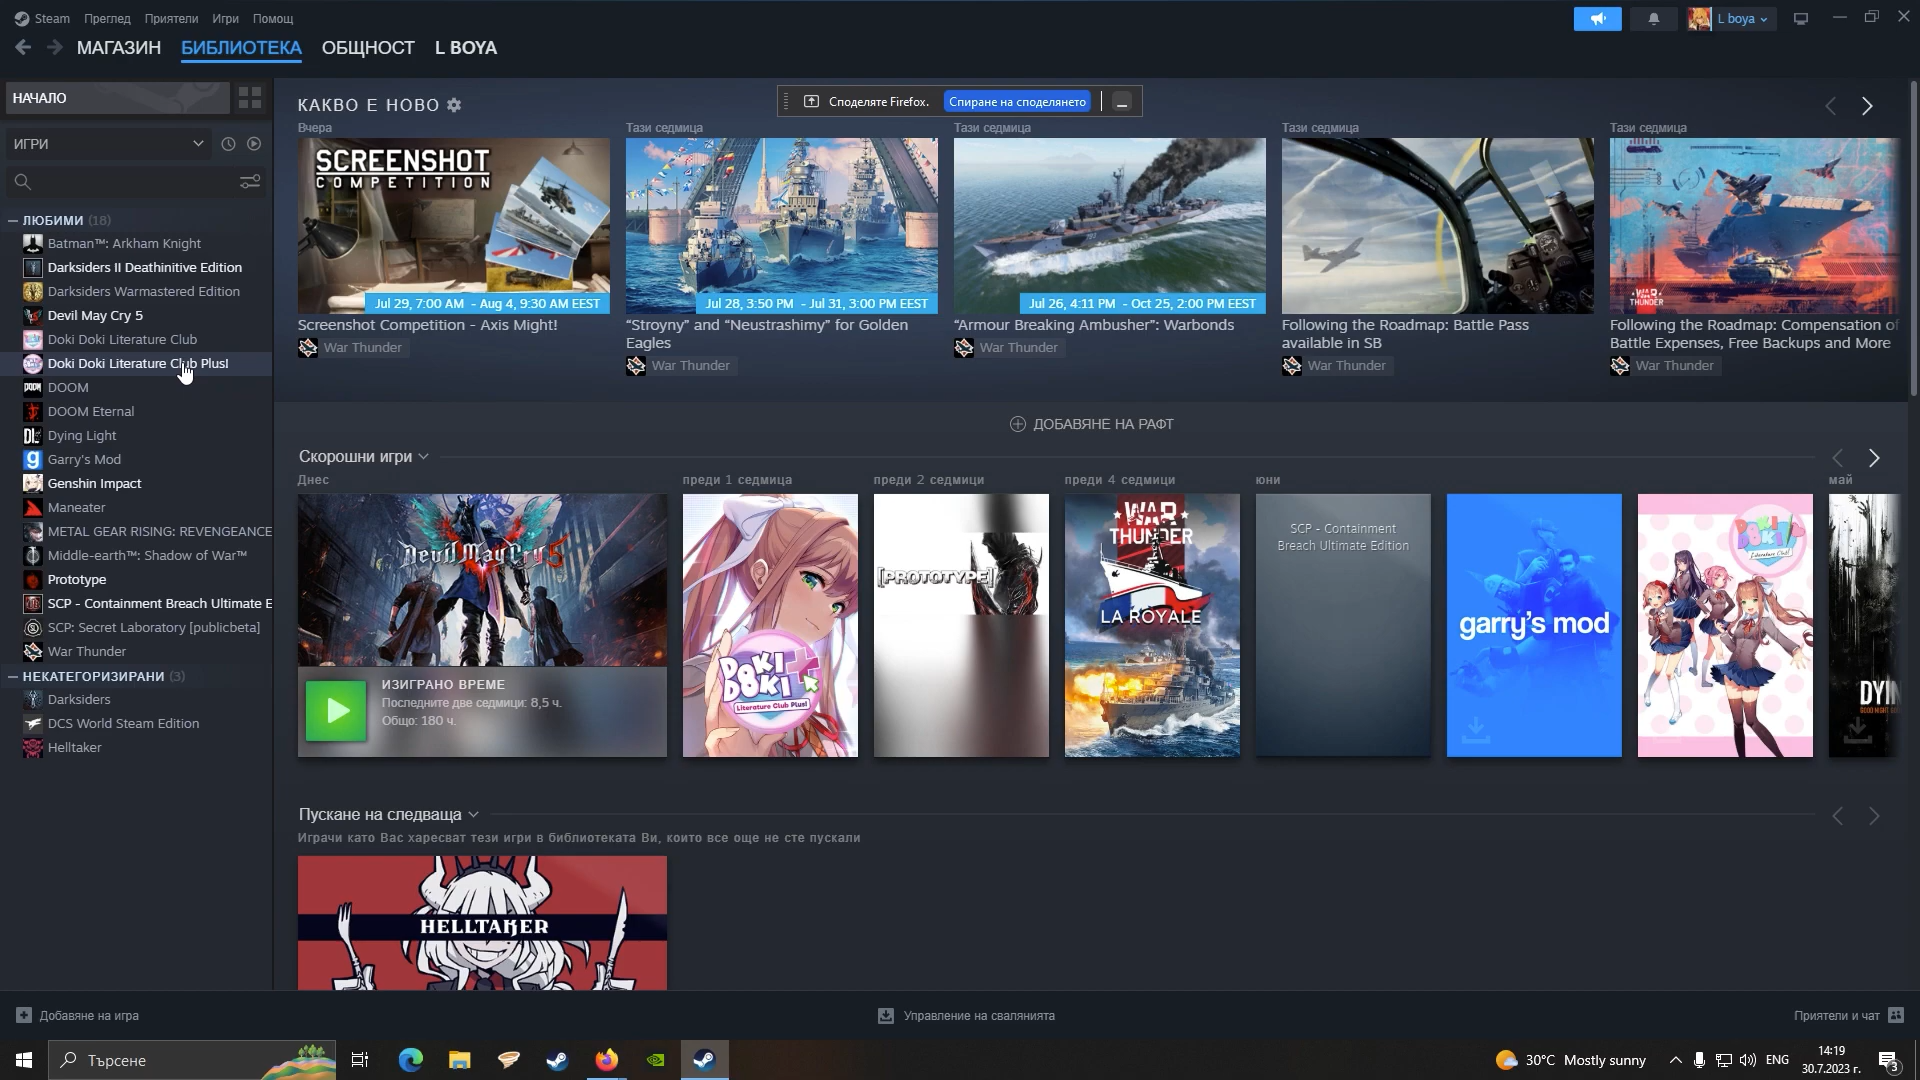 Steam
Преглед
Приятели
Игри
Помощ
L boya
МАГАЗИН
БИБЛИОТЕКА
ОБЩНОСТ
L BOYA
НАЧАЛО
ИГРИ
ЛЮБИМИ (18)
Batman™: Arkham Knight
Darksiders II Deathinitive Edition
Darksiders Warmastered Edition
Devil May Cry 5
Doki Doki Literature Club
Doki Doki Literature Club Plus!
DOOM
DOOM Eternal
Dying Light
Garry's Mod
Genshin Impact
Maneater
METAL GEAR RISING: REVENGEANCE
Middle-earth™: Shadow of War™
Prototype
SCP - Containment Breach Ultimate E
SCP: Secret Laboratory [publicbeta]
War Thunder
НЕКАТЕГОРИЗИРАНИ (3)
Darksiders
DCS World Steam Edition
Helltaker
КАКВО Е НОВО
Споделяте Firefox.
Спиране на споделянето
Вчера
SCREENSHOT
COMPETITION
Jul 29, 7:00 AM - Aug 4, 9:30 AM EEST
Screenshot Competition - Axis Might!
War Thunder
Тази седмица
Jul 28, 3:50 PM - Jul 31, 3:00 PM EEST
“Stroyny” and “Neustrashimy” for Golden
Eagles
War Thunder
Тази седмица
Jul 26, 4:11 PM - Oct 25, 2:00 PM EEST
“Armour Breaking Ambusher”: Warbonds
War Thunder
Тази седмица
Following the Roadmap: Battle Pass
available in SB
War Thunder
Тази седмица
WAR
THUNDER
Following the Roadmap: Compensation of
Battle Expenses, Free Backups and More
War Thunder
ДОБАВЯНЕ НА РАФТ
Скорошни игри
Днес
Devil May Cry 5
ИЗИГРАНО ВРЕМЕ
Последните две седмици: 8,5 ч.
Общо: 180 ч.
преди 1 седмица
DOKI
DOKI
Literature Club Plus!
преди 2 седмици
[PROTOTYPE]
преди 4 седмици
WAR
THUNDER
LA ROYALE
юни
SCP - Containment
Breach Ultimate Edition
garry's mod
DOKI
DOKI
Literature Club!
май
DYIN
Пускане на следваща
Играчи като Вас харесват тези игри в библиотеката Ви, които все още не сте пускали
HELLTAKER
Добавяне на игра
Управление на свалянията
Приятели и чат
Търсене
30°C Mostly sunny
ENG
14:19
30.7.2023 г.
3